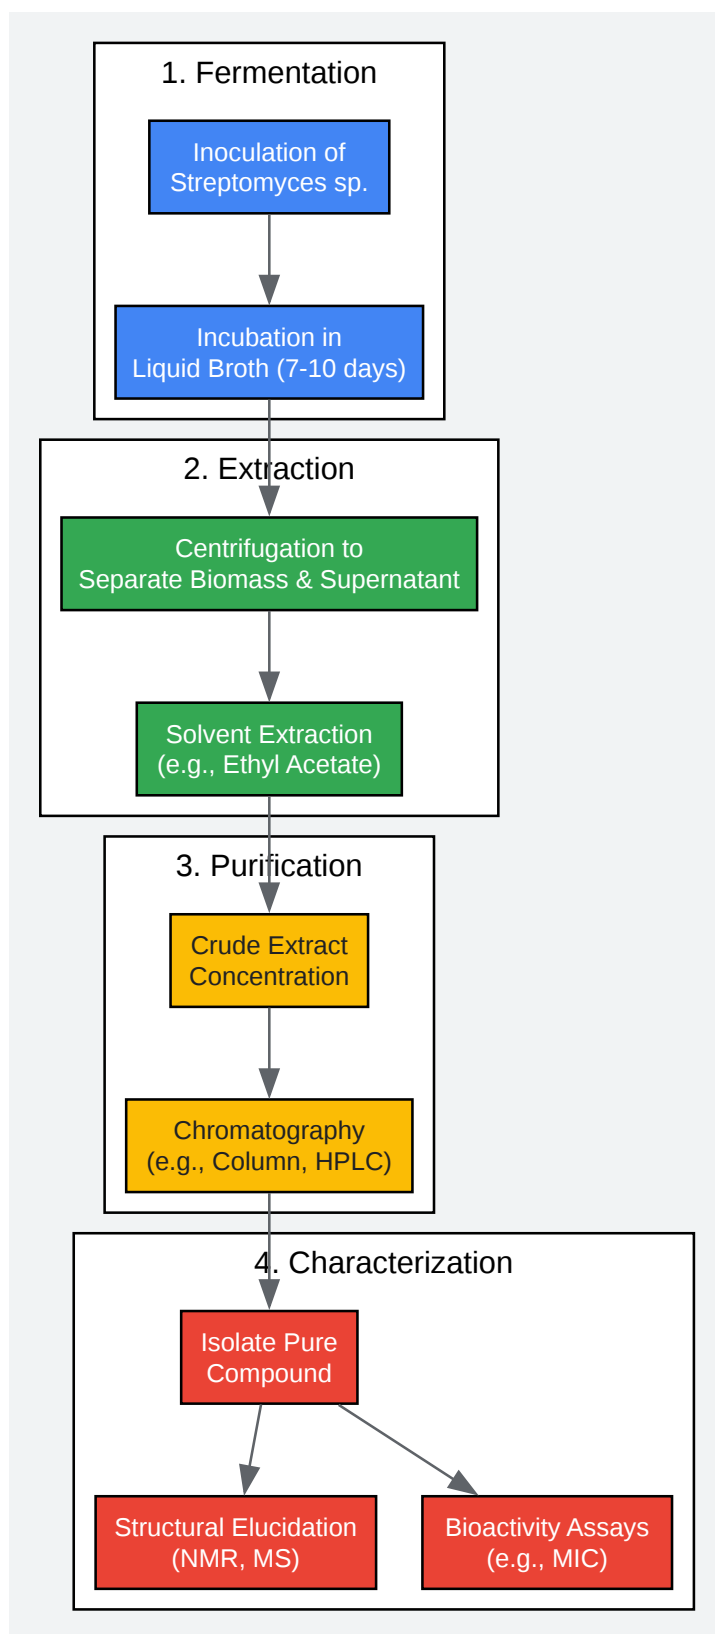 1. Fermentation
Inoculation of
Streptomyces sp.
Incubation in
Liquid Broth (7-10 days)
2. Extraction
Centrifugation to
Separate Biomass & Supernatant
Solvent Extraction
(e.g., Ethyl Acetate)
3. Purification
Crude Extract
Concentration
Chromatography
(e.g., Column, HPLC)
4. Characterization
Isolate Pure
Compound
Structural Elucidation
(NMR, MS)
Bioactivity Assays
(e.g., MIC)